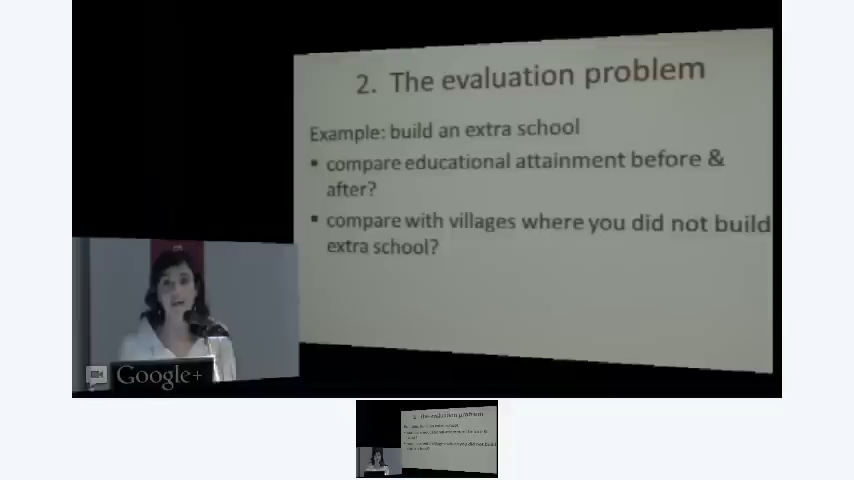 2. The evaluation problem
Example: build an extra school
▪ compare educational attainment before &
after?
▪ compare with villages where you did not build
extra school?
Google+